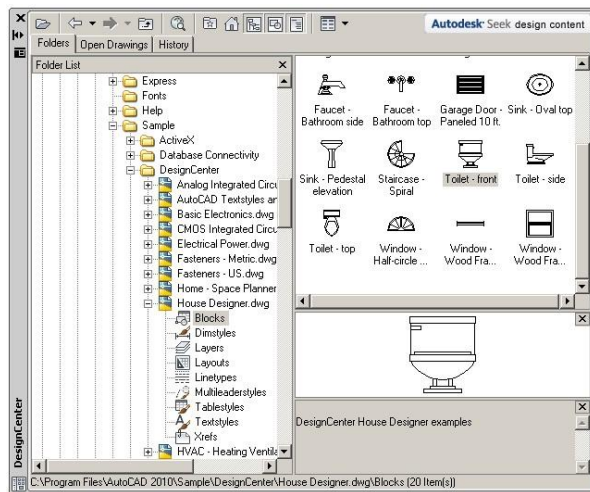 Autodesk® Seek design content
Folders
Open Drawings
History
Folder List
Express
Fonts
Help
Sample
ActiveX
Database Connectivity
DesignCenter
Analog Integrated Circu
AutoCAD Textstyles ar
Basic Electronics.dwg
CMOS Integrated Circu
Electrical Power.dwg
Fasteners - Metric.dwg
Fasteners - US.dwg
Home - Space Planner
House Designer.dwg
Blocks
Dimstyles
Layers
Layouts
Linetypes
Multileaderstyles
Tablestyles
Textstyles
Xrefs
HVAC - Heating Ventila
Faucet -
Bathroom side
Faucet -
Bathroom top
Garage Door -
Paneled 10 ft.
Sink - Oval top
Sink - Pedestal
elevation
Staircase -
Spiral
Toilet - front
Toilet - side
Toilet - top
Window -
Half-circle ...
Window -
Wood Fra...
Window -
Wood Fra...
DesignCenter House Designer examples
DesignCenter
C:\Program Files\AutoCAD 2010\Sample\DesignCenter\House Designer.dwg\Blocks (20 Item(s))